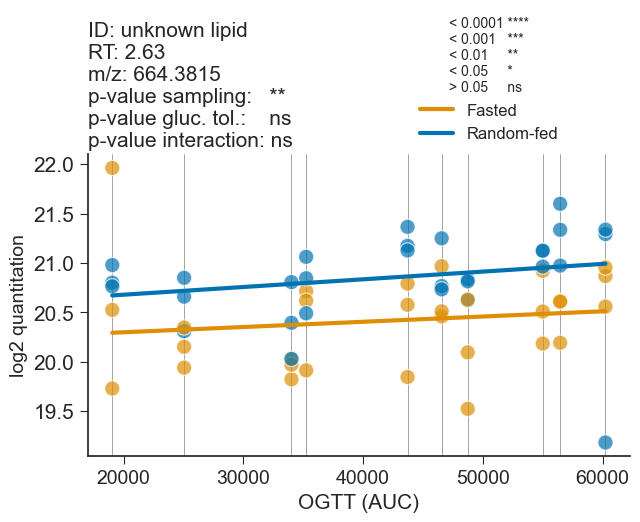 ID: unknown lipid
RT: 2.63
m/z: 664.3815
p-value sampling: **
p-value gluc. tol.: ns
p-value interaction: ns
< 0.0001 ****
< 0.001 ***
< 0.01 **
< 0.05 *
> 0.05 ns
Fasted
Random-fed
22.0
21.5
21.0
20.5
20.0
19.5
log2 quantitation
20000 30000 40000 50000 60000
OGTT (AUC)